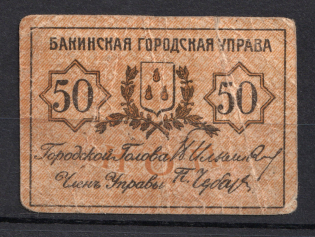 БАКИНСКАЯ ГОРОДСКАЯ УПРАВА
50 50
Городской Голова
Членъ Управы